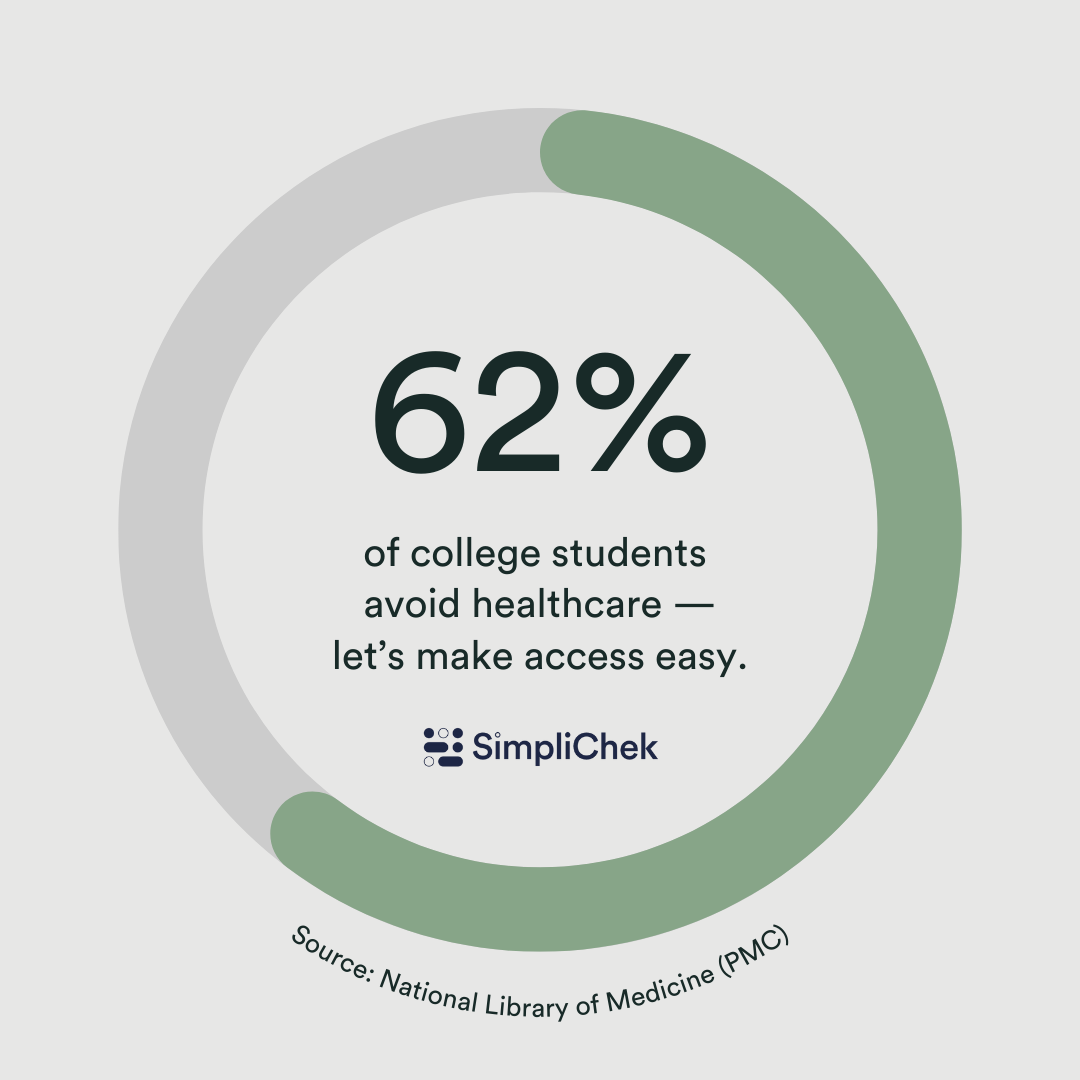 62%
of college students
avoid healthcare —
let’s make access easy.
SimpliChek
Source: National Library of Medicine (PMC)